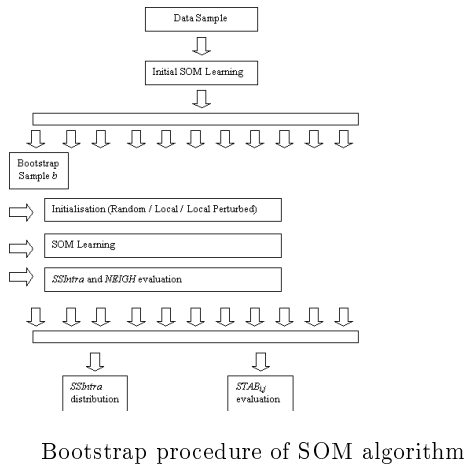 Data Sample
Initial SOM Learning
Bootstrap
Sample b
Initialisation (Random / Local / Local Perturbed)
SOM Learning
SSIntra and NEIGH evaluation
SSIntra
distribution
STABi,j
evaluation
Bootstrap procedure of SOM algorithm